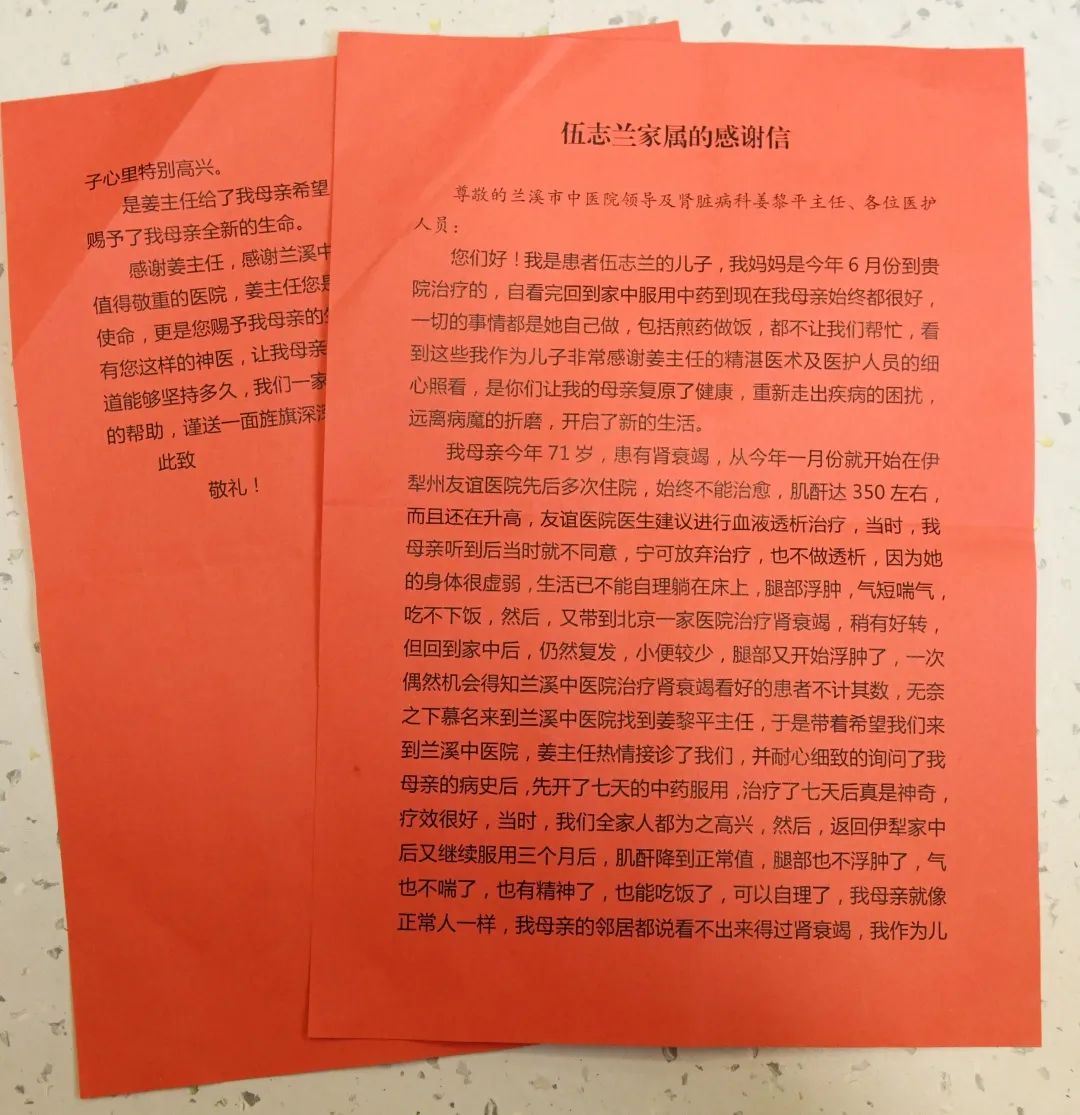 伍志兰家属的感谢信
尊敬的兰溪市中医院领导及肾脏病科姜黎平主任、各位医护
人员：
您们好！我是患者伍志兰的儿子，我妈妈是今年 6 月份到贵
院治疗的，自看完回到家中服用中药到现在我母亲始终都很好，
一切的事情都是她自己做，包括煎药做饭，都不让我们帮忙，看
到这些我作为儿子非常感谢姜主任的精湛医术及医护人员的细
心照看，是你们让我的母亲复原了健康，重新走出疾病的困扰，
远离病魔的折磨，开启了新的生活。
我母亲今年 71 岁，患有肾衰竭，从今年一月份就开始在伊
犁州友谊医院先后多次住院，始终不能治愈，肌酐达 350 左右，
而且还在升高，友谊医院医生建议进行血液透析治疗，当时，我
母亲听到后当时就不同意，宁可放弃治疗，也不做透析，因为她
的身体很虚弱，生活已不能自理躺在床上，腿部浮肿，气短喘气，
吃不下饭，然后，又带到北京一家医院治疗肾衰竭，稍有好转，
但回到家中后，仍然复发，小便较少，腿部又开始浮肿了，一次
偶然机会得知兰溪中医院治疗肾衰竭看好的患者不计其数，无奈
之下慕名来到兰溪中医院找到姜黎平主任，于是带着希望我们来
到兰溪中医院，姜主任热情接诊了我们，并耐心细致的询问了我
母亲的病史后，先开了七天的中药服用，治疗了七天后真是神奇，
疗效很好，当时，我们全家人都为之高兴，然后，返回伊犁家中
后又继续服用三个月后，肌酐降到正常值，腿部也不浮肿了，气
也不喘了，也有精神了，也能吃饭了，可以自理了，我母亲就像
正常人一样，我母亲的邻居都说看不出来得过肾衰竭，我作为儿
子心里特别高兴。
是姜主任给了我母亲希望
赐予了我母亲全新的生命。
感谢姜主任，感谢兰溪中
值得敬重的医院，姜主任您是
使命，更是您赐予我母亲的
有您这样的神医，让我母亲
道能够坚持多久，我们一家
的帮助，谨送一面旌旗深
此致
敬礼！